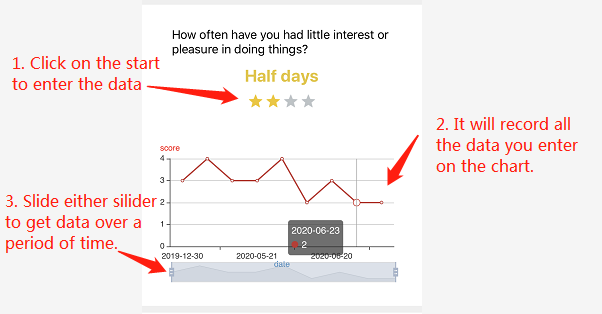 How often have you had little interest or
pleasure in doing things?
Half days
1. Click on the start
to enter the data
2. It will record all
the data you enter
on the chart.
3. Slide either silider
to get data over a
period of time.
score
4
3
2
1
0
2020-06-23
2
2019-12-30 2020-05-21 2020-06-20
date